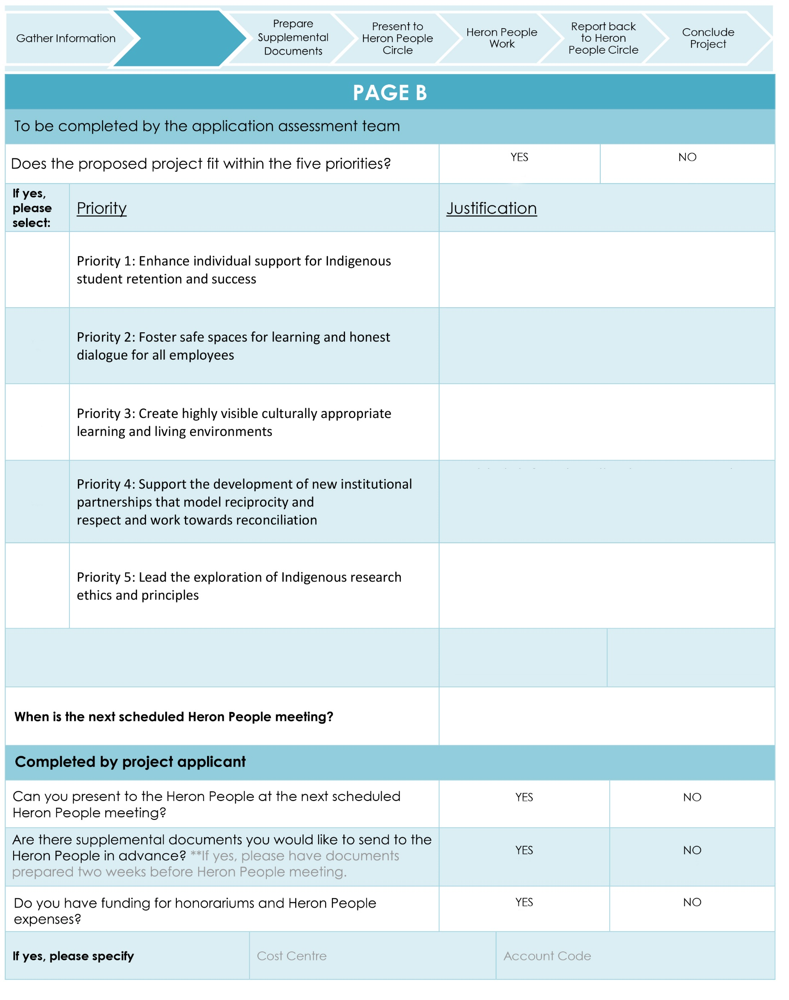 Gather Information
Prepare
Supplemental
Documents
Present to
Heron People
Circle
Heron People
Work
Report back
to Heron
People Circle
Conclude
Project
PAGE B
To be completed by the application assessment team
Does the proposed project fit within the five priorities?
YES
NO
If yes,
please
select:
Priority
Justification
Priority 1: Enhance individual support for Indigenous
student retention and success
Priority 2: Foster safe spaces for learning and honest
dialogue for all employees
Priority 3: Create highly visible culturally appropriate
learning and living environments
Priority 4: Support the development of new institutional
partnerships that model reciprocity and
respect and work towards reconciliation
Priority 5: Lead the exploration of Indigenous research
ethics and principles
When is the next scheduled Heron People meeting?
Completed by project applicant
Can you present to the Heron People at the next scheduled
Heron People meeting?
YES
NO
Are there supplemental documents you would like to send to the
Heron People in advance? **If yes, please have documents
prepared two weeks before Heron People meeting.
YES
NO
Do you have funding for honorariums and Heron People
expenses?
YES
NO
If yes, please specify
Cost Centre
Account Code